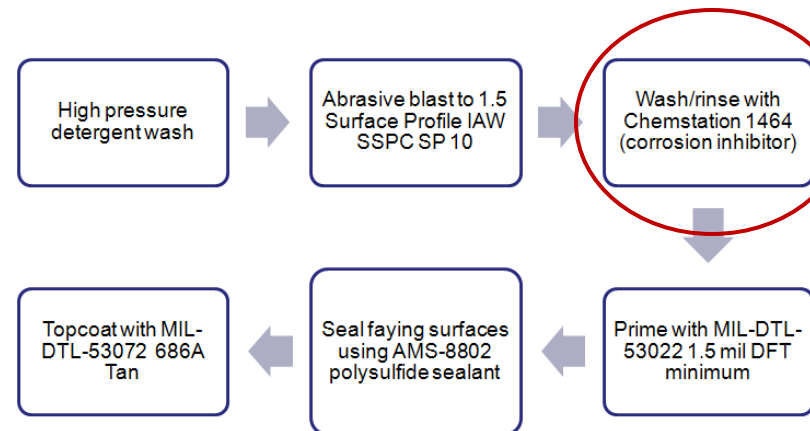 High pressure
detergent wash
Abrasive blast to 1.5
Surface Profile IAW
SSPC SP 10
Wash/rinse with
Chemstation 1464
(corrosion inhibitor)
Prime with MIL-DTL-
53022 1.5 mil DFT
minimum
Seal faying surfaces
using AMS-8802
polysulfide sealant
Topcoat with MIL-
DTL-53072 686A
Tan